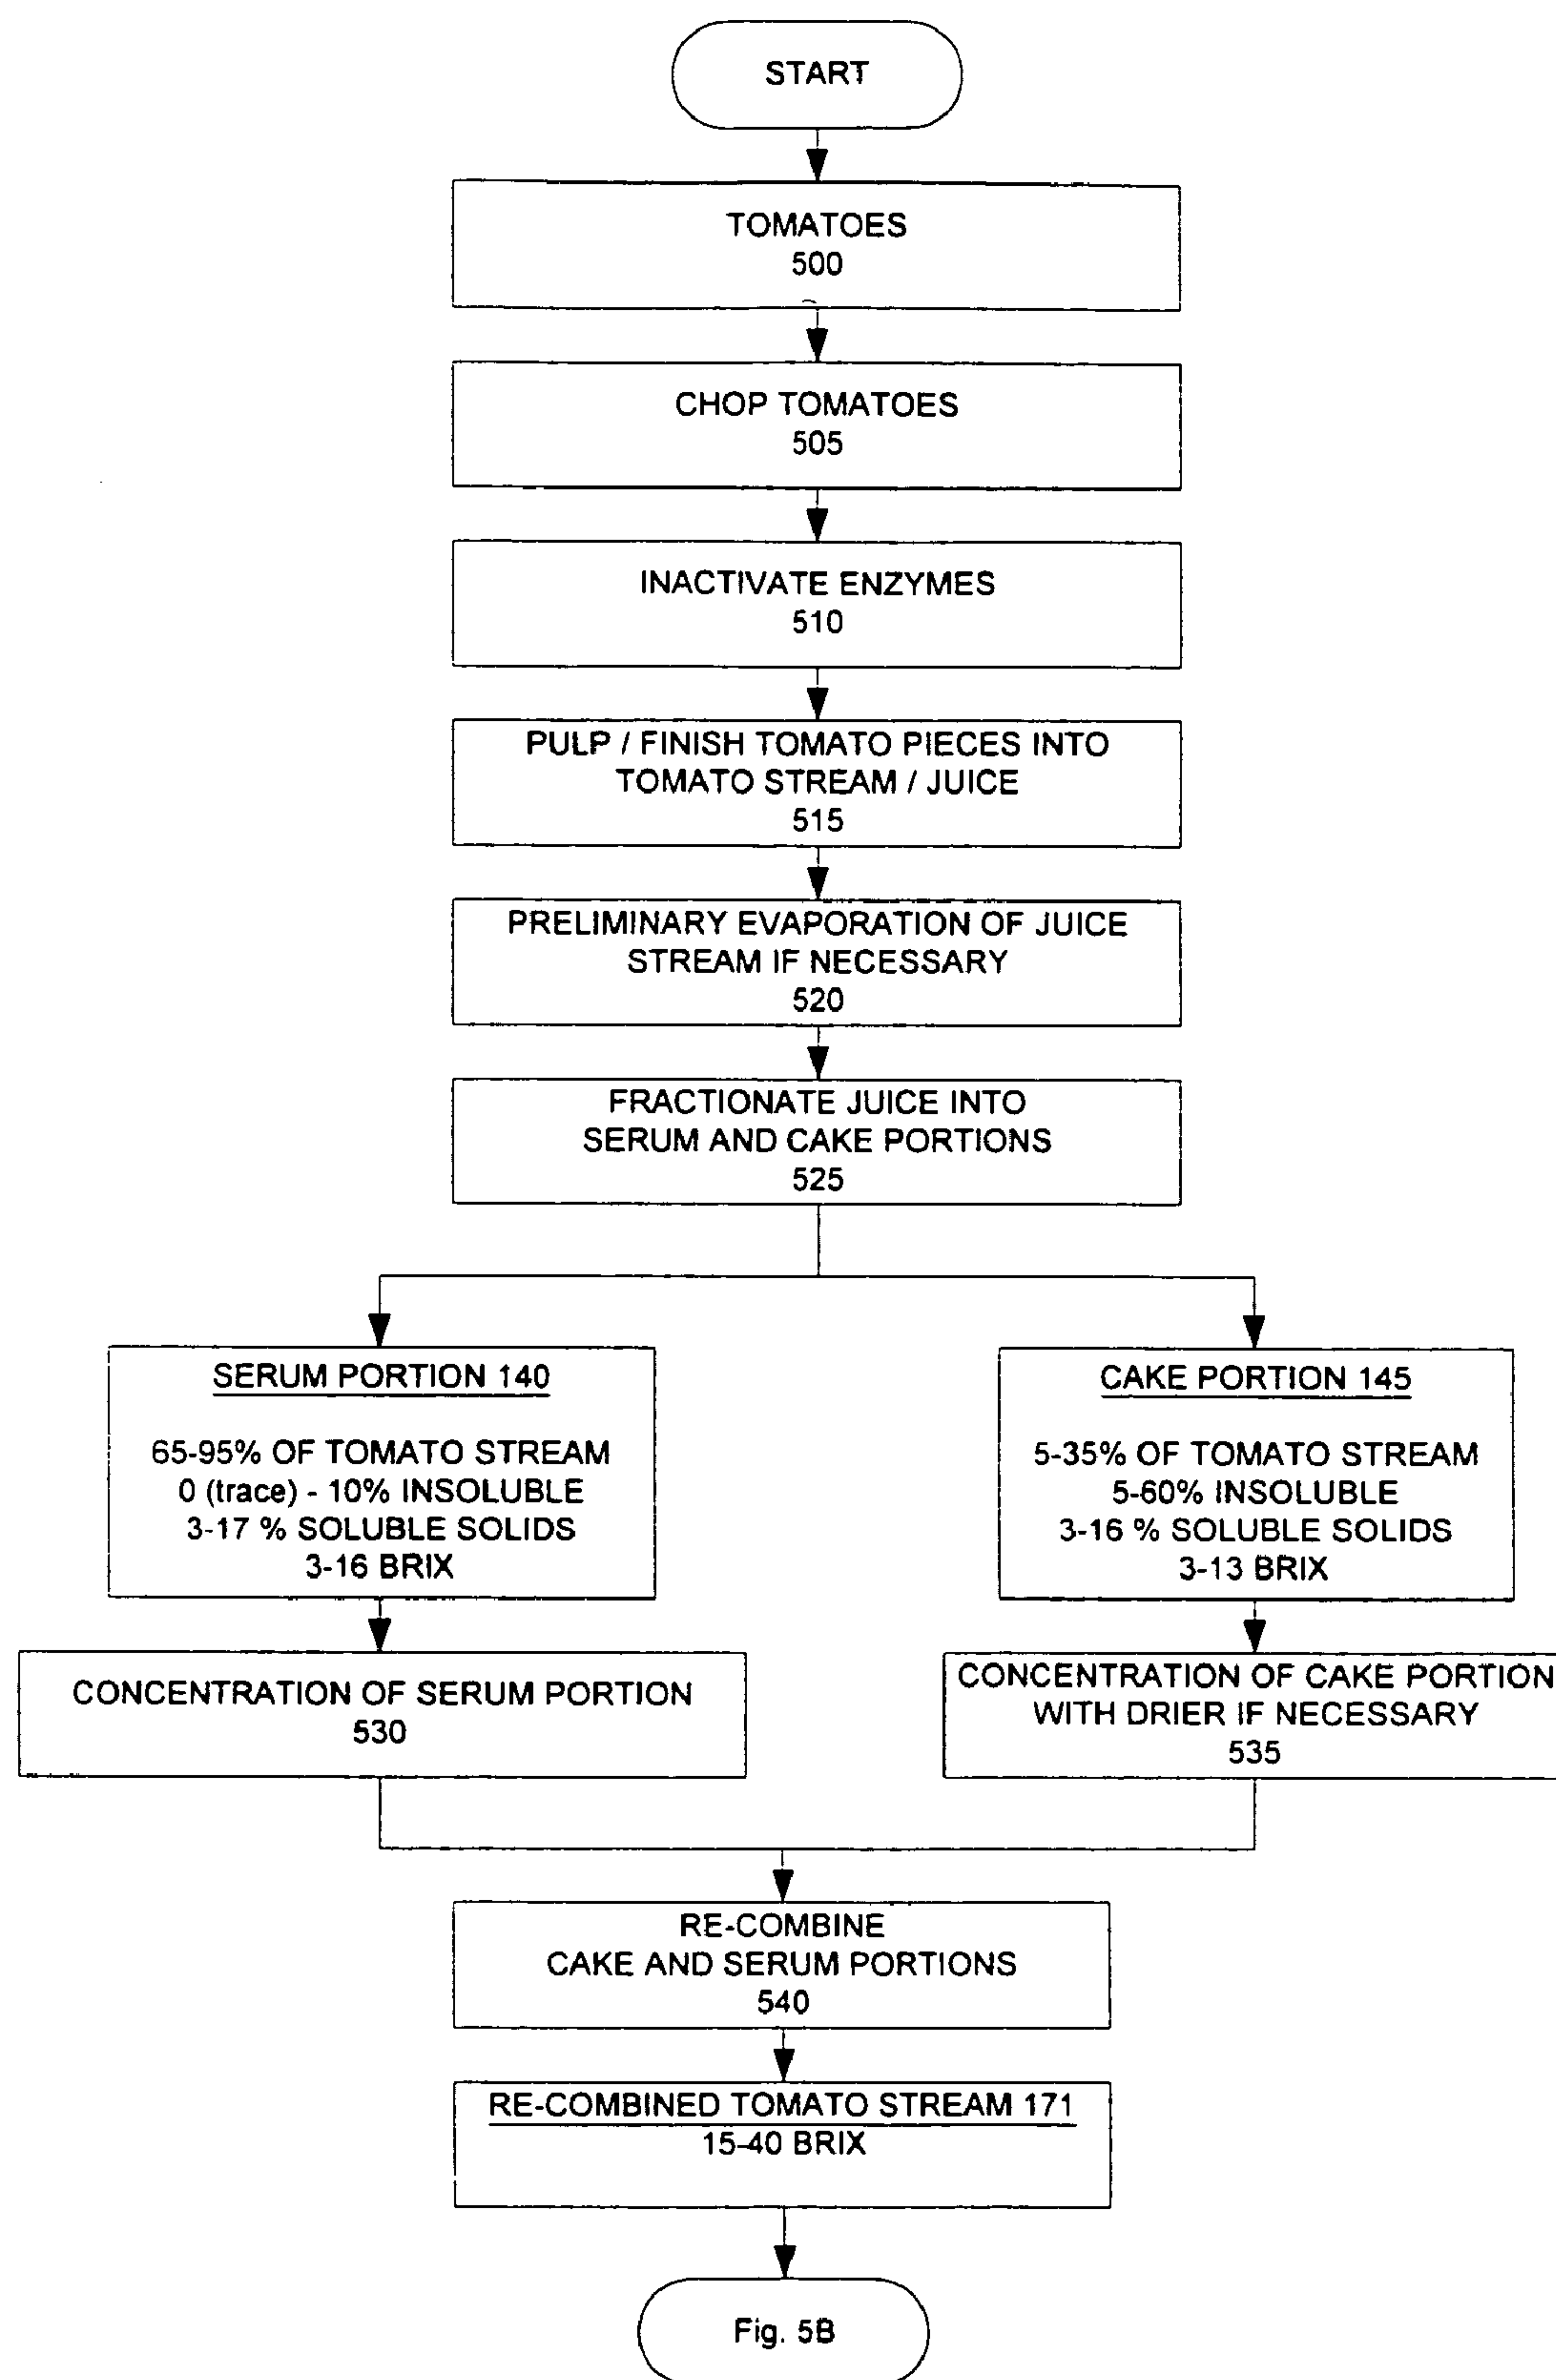 START
TOMATOES
500
CHOP TOMATOES
505
INACTIVATE ENZYMES
510
PULP / FINISH TOMATO PIECES INTO
TOMATO STREAM / JUICE
515
PRELIMINARY EVAPORATION OF JUICE
STREAM IF NECESSARY
520
FRACTIONATE JUICE INTO
SERUM AND CAKE PORTIONS
525
SERUM PORTION 140
65-95% OF TOMATO STREAM
0 (trace) - 10% INSOLUBLE
3-17 % SOLUBLE SOLIDS
3-16 BRIX
CAKE PORTION 145
5-35% OF TOMATO STREAM
5-60% INSOLUBLE
3-16 % SOLUBLE SOLIDS
3-13 BRIX
CONCENTRATION OF SERUM PORTION
530
CONCENTRATION OF CAKE PORTION
WITH DRIER IF NECESSARY
535
RE-COMBINE
CAKE AND SERUM PORTIONS
540
RE-COMBINED TOMATO STREAM 171
15-40 BRIX
Fig. 5B